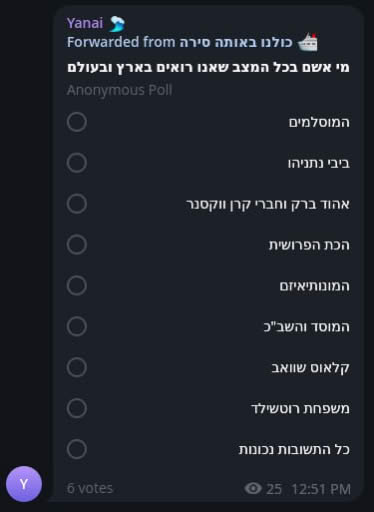 Yanai
Forwarded from כולנו באותה סירה
מי אשם בכל המצב שאנו רואים בארץ ובעולם
Anonymous Poll
המוסלמים
ביבי נתניהו
אהוד ברק וחברי קרן ווקסנר
הכת הפרושית
המונותיאיזם
המוסד והשב"כ
קלאוס שוואב
משפחת רוטשילד
כל התשובות נכונות
6 votes 25 12:51 PM
Y